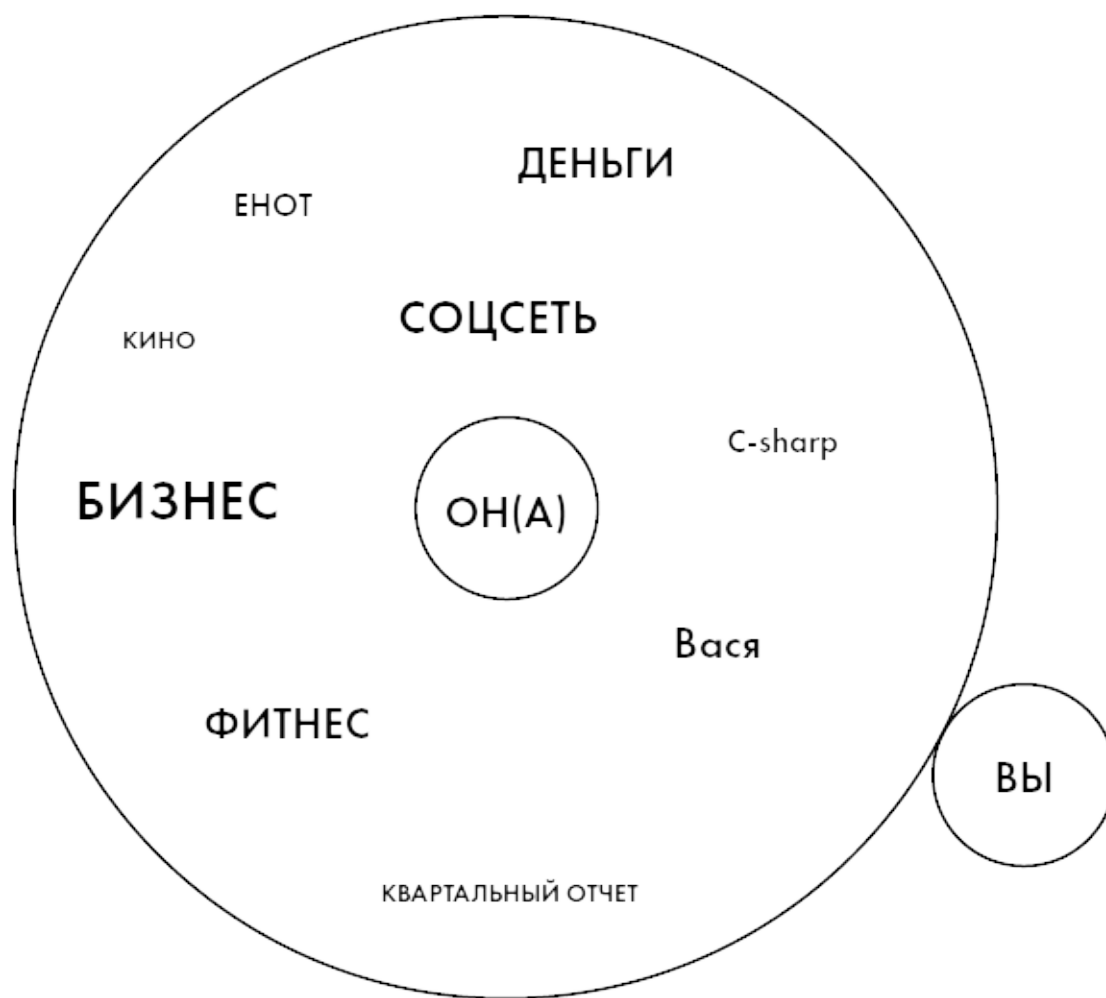 ДЕНЬГИ
ЕНОТ
СОЦСЕТЬ
КИНО
C-sharp
БИЗНЕС
ОН(А)
Вася
ФИТНЕС
ВЫ
КВАРТАЛЬНЫЙ ОТЧЕТ